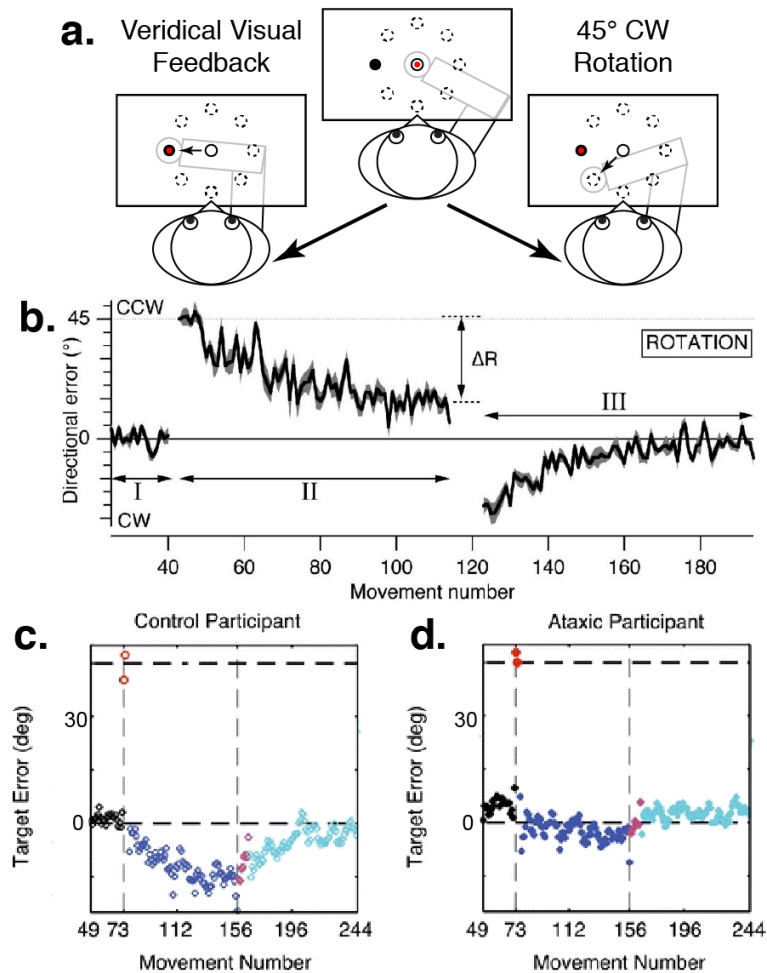 a.
Veridical Visual
Feedback
45° CW
Rotation
b.
CCW
45
0
CW
Directional error (°)
ΔR
ROTATION
I
II
III
40 60 80 100 120 140 160 180
Movement number
c.
Control Participant
Target Error (deg)
30
0
49 73 112 156 196 244
Movement Number
d.
Ataxic Participant
Target Error (deg)
30
0
49 73 112 156 196 244
Movement Number